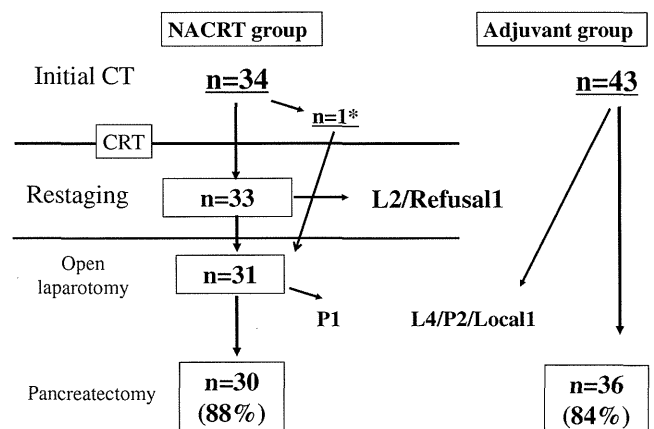 NACRT group
Adjuvant group
Initial CT
n=34
n=43
n=1*
CRT
Restaging
n=33
L2/Refusal1
Open
laparotomy
n=31
P1
L4/P2/Local1
Pancreatectomy
n=30
(88%)
n=36
(84%)